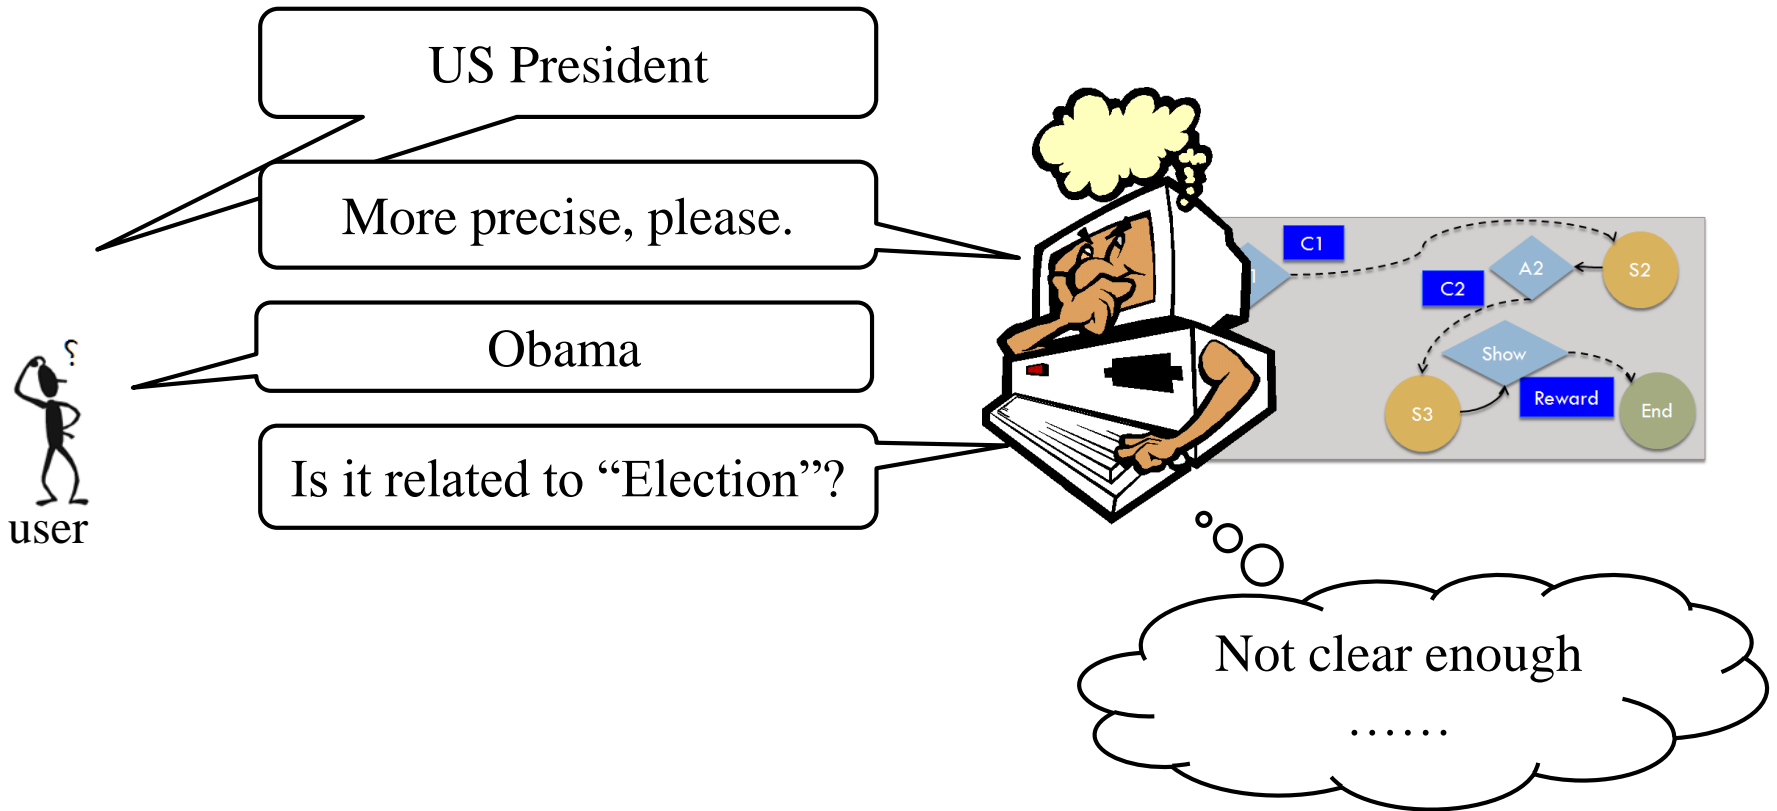 US President
More precise, please.
C1
A2
S2
C2
Obama
Show
S3
Reward
End
Is it related to “Election”?
user
Not clear enough
......